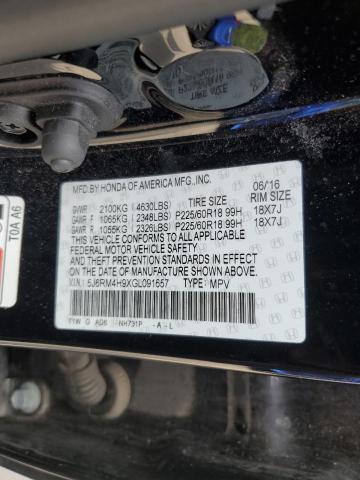 MFD.BY HONDA OF AMERICA MFG.,INC. 06/16
GVWR 2100KG (4630LBS) TIRE SIZE RIM SIZE
GAWR F 1065KG (2348LBS) P225/60R18 99H 18X7J
GAWR R 1055KG (2326LBS) P225/60R18 99H 18X7J
THIS VEHICLE CONFORMS TO ALL APPLICABLE
FEDERAL MOTOR VEHICLE SAFETY
AND THEFT PREVENTION STANDARDS IN EFFECT
ON THE DATE OF MANUFACTURE SHOWN ABOVE.
V.I.N.: 5J6RM4H9XGL091657 TYPE: MPV
NH731P -A-L
T0A A6
TIRE SIZE